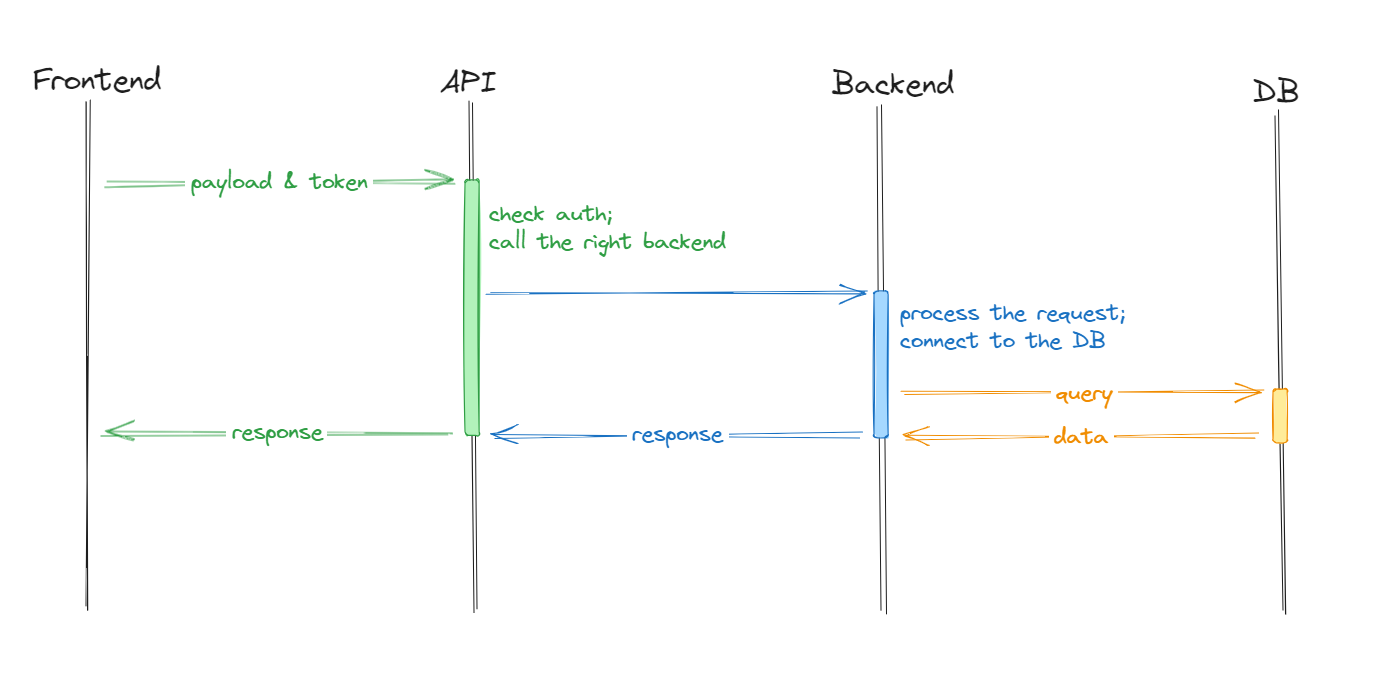 Frontend
API
Backend
DB
payload & token
check auth;
call the right backend
process the request;
connect to the DB
query
response
response
data